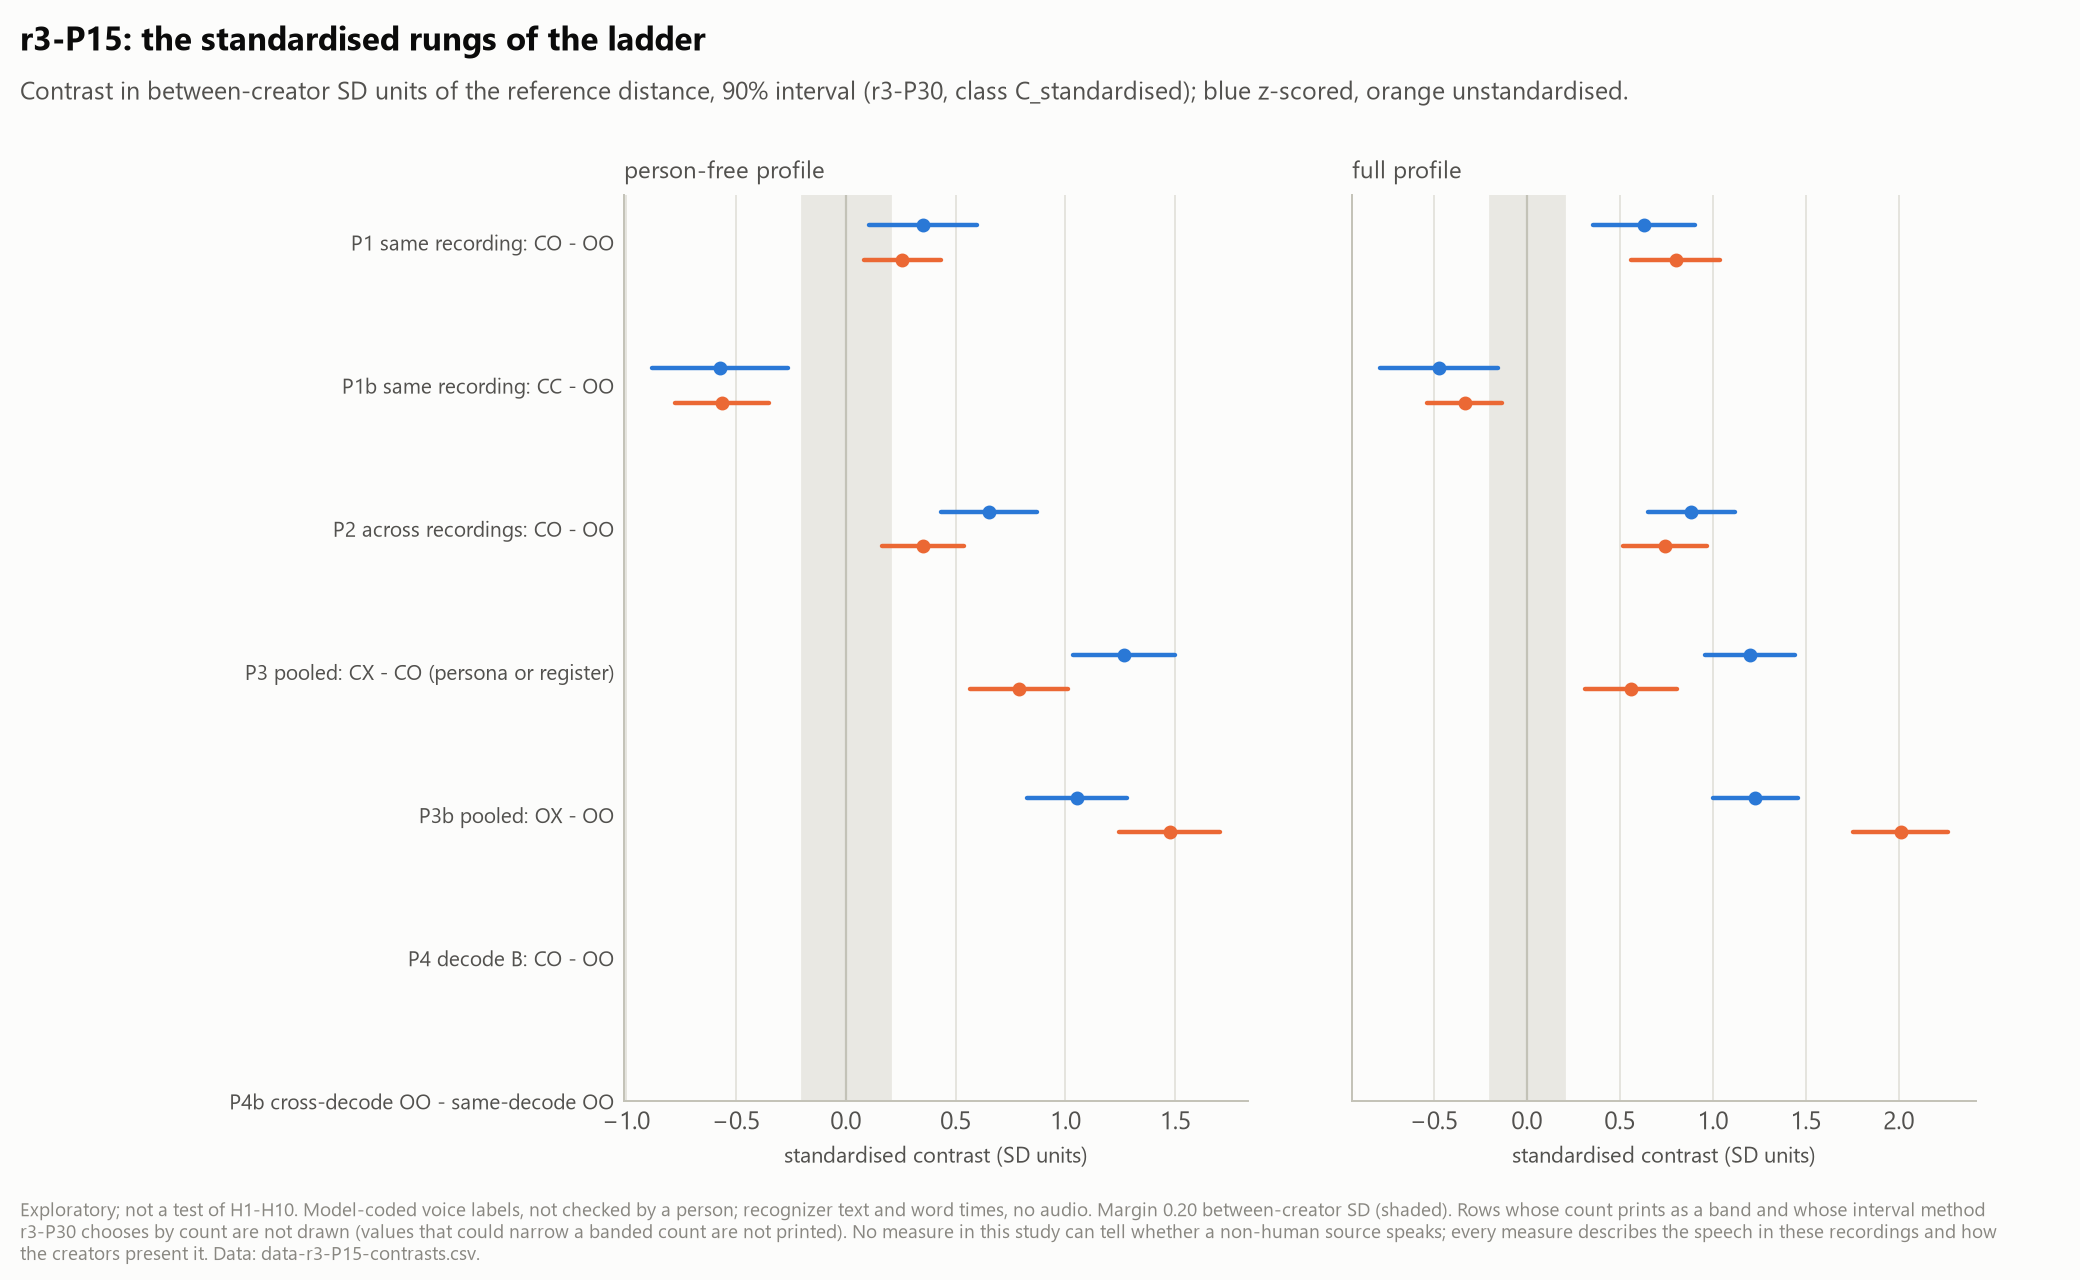 r3-P15: the standardised rungs of the ladder
Contrast in between-creator SD units of the reference distance, 90% interval (r3-P30, class C_standardised); blue z-scored, orange unstandardised.
person-free profile
full profile
P1 same recording: CO - OO
P1b same recording: CC - OO
P2 across recordings: CO - OO
P3 pooled: CX - CO (persona or register)
P3b pooled: OX - OO
P4 decode B: CO - OO
P4b cross-decode OO - same-decode OO
−1.0 −0.5 0.0 0.5 1.0 1.5
−0.5 0.0 0.5 1.0 1.5 2.0
standardised contrast (SD units)
standardised contrast (SD units)
Exploratory; not a test of H1-H10. Model-coded voice labels, not checked by a person; recognizer text and word times, no audio. Margin 0.20 between-creator SD (shaded). Rows whose count prints as a band and whose interval method
r3-P30 chooses by count are not drawn (values that could narrow a banded count are not printed). No measure in this study can tell whether a non-human source speaks; every measure describes the speech in these recordings and how
the creators present it. Data: data-r3-P15-contrasts.csv.